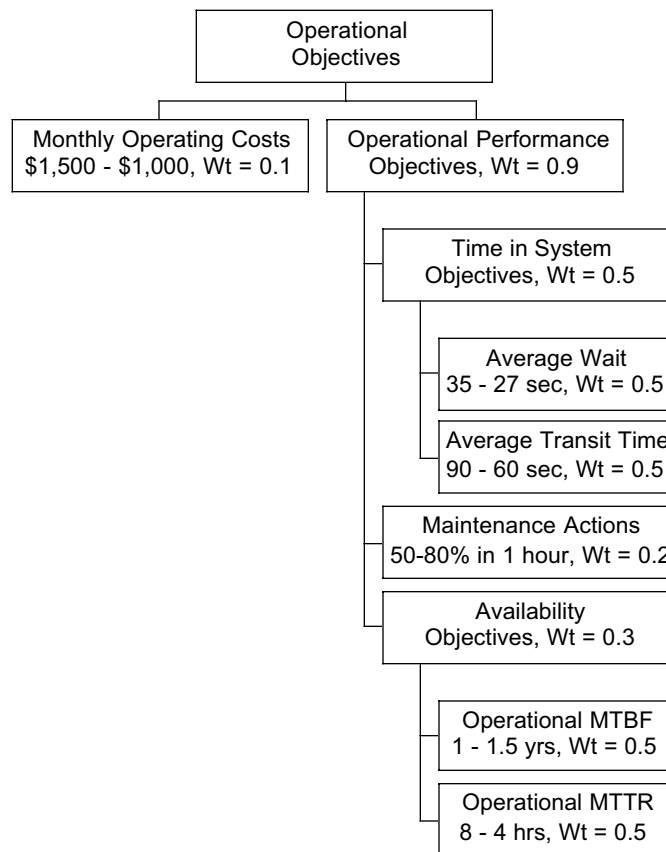 Operational
Objectives
Monthly Operating Costs
$1,500 - $1,000, Wt = 0.1
Operational Performance
Objectives, Wt = 0.9
Time in System
Objectives, Wt = 0.5
Average Wait
35 - 27 sec, Wt = 0.5
Average Transit Time
90 - 60 sec, Wt = 0.5
Maintenance Actions
50-80% in 1 hour, Wt = 0.2
Availability
Objectives, Wt = 0.3
Operational MTBF
1 - 1.5 yrs, Wt = 0.5
Operational MTTR
8 - 4 hrs, Wt = 0.5